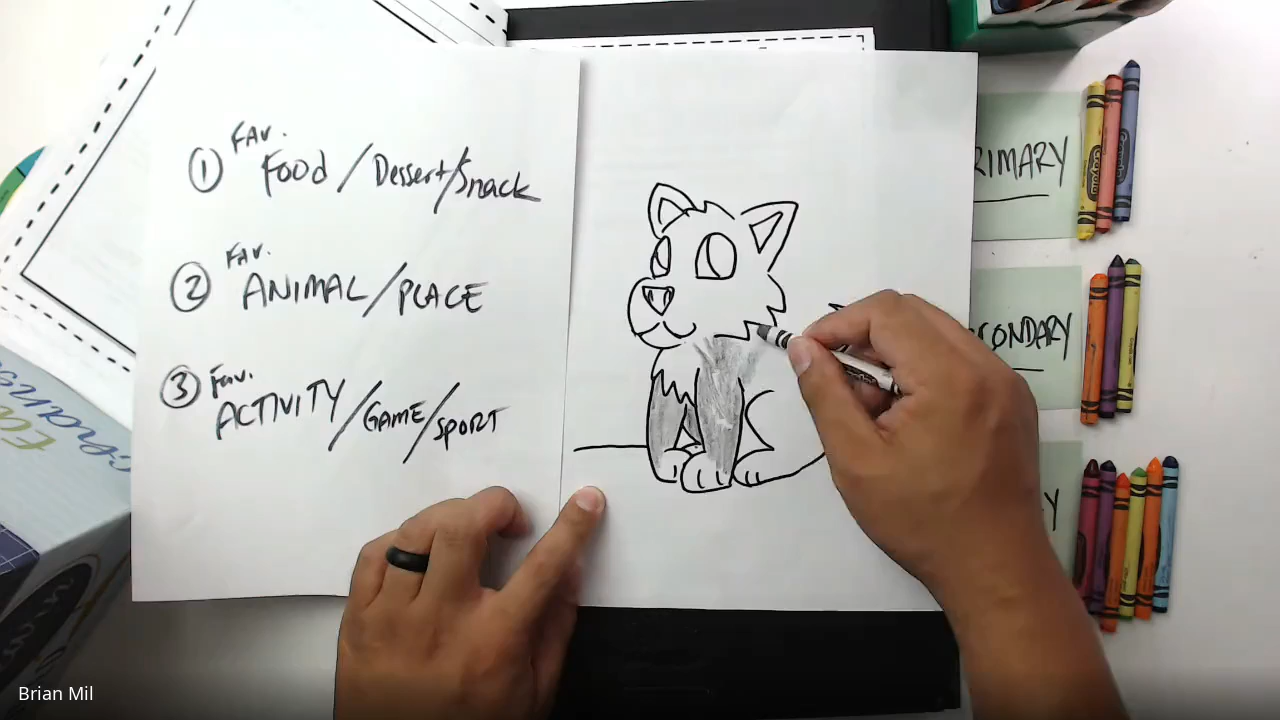 ① FAV. Food / Dessert/Snack
② FAV. ANIMAL/PLACE
③ Fav. ACTIVITY/GAME/SPORT
RIMARY
CONDARY
Y
Brian Mil